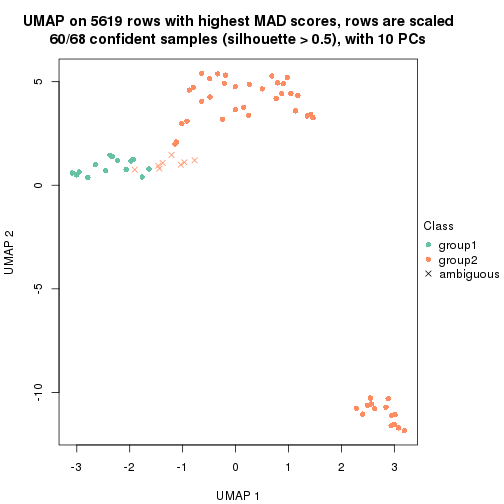 UMAP on 5619 rows with highest MAD scores, rows are scaled
60/68 confident samples (silhouette > 0.5), with 10 PCs
5
0
-5
-10
UMAP 2
-3 -2 -1 0 1 2 3
UMAP 1
Class
group1
group2
ambiguous